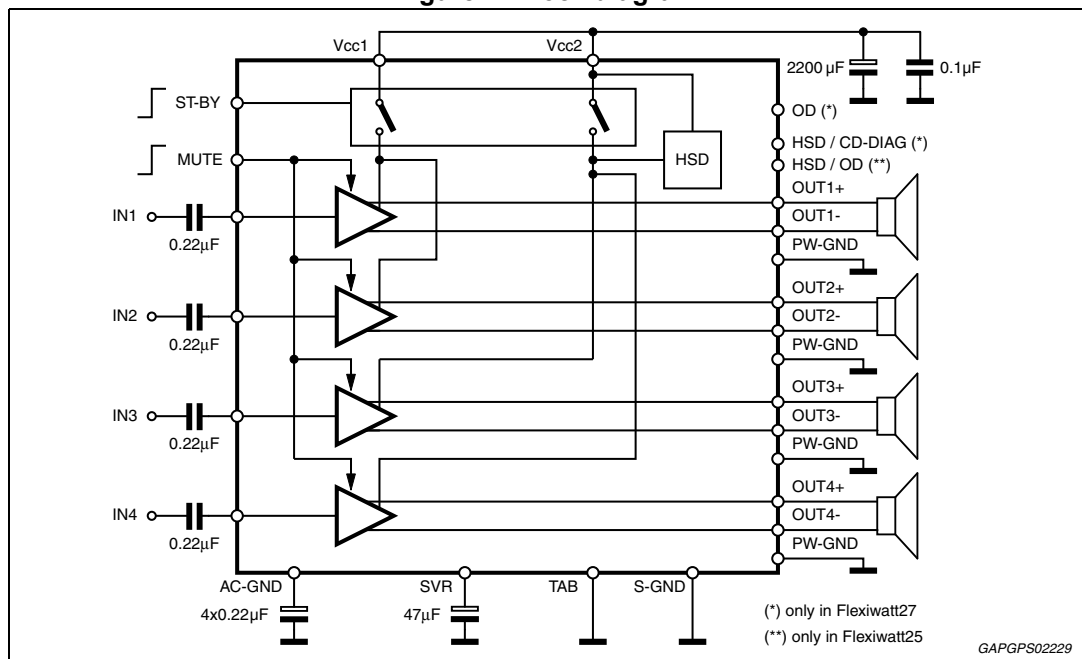 Vcc1
Vcc2
2200 µF
0.1µF
ST-BY
OD (*)
HSD / CD-DIAG (*)
MUTE
HSD
HSD / OD (**)
OUT1+
IN1
OUT1-
0.22µF
PW-GND
OUT2+
IN2
OUT2-
0.22µF
PW-GND
OUT3+
IN3
OUT3-
0.22µF
PW-GND
OUT4+
IN4
OUT4-
0.22µF
PW-GND
AC-GND
SVR
TAB
S-GND
4x0.22µF
47µF
(*) only in Flexiwatt27
(**) only in Flexiwatt25
GAPGPS02229